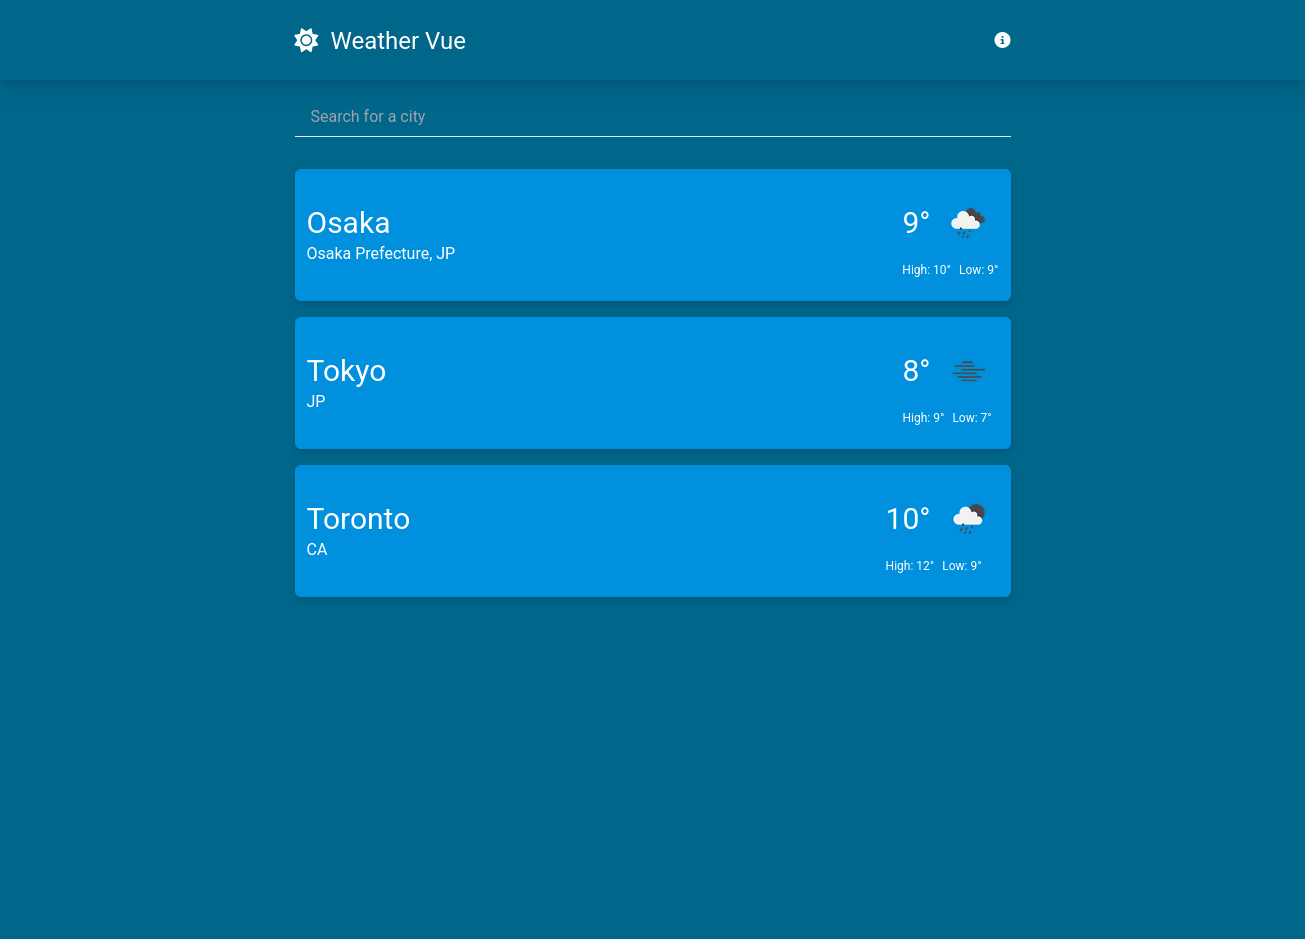 Weather Vue
Search for a city
Osaka
Osaka Prefecture, JP
9°
High: 10° Low: 9°
Tokyo
JP
8°
High: 9° Low: 7°
Toronto
CA
10°
High: 12° Low: 9°